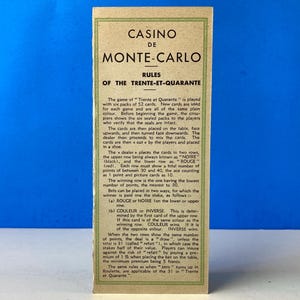 CASINO
DE
MONTE-CARLO
RULES
OF THE TRENTE-ET-QUARANTE
The game of "Trente et Quarante" is played
with six packs of 52 cards. New cards are used
for each game and are all of the same plain
colour. Before beginning the game, the
show the six sealed packs to the players
who verify that the seals are intact.
The cards are then placed on the table, face
upwards, and then turned face downwards. The
dealer then proceeds to mix the cards. The
cards are then « cut » by the players and placed
in a shoe.
The « dealer » places the cards in two rows,
the upper row being always known as "NOIRE"
(black), and the lower row as "ROUGE"
(red). Each row must show a total number of
points of between 30 and 40, the ace counting
as 1 point and picture cards as 10.
The winning row is the one having the lowest
number of points, the nearest to 30.
Bets can be placed in two ways, for which the
winner is paid the stake, as follows :-
(a) ROUGE or NOIRE for the lower or upper
row.
(b) COULEUR or INVERSE. This is deter-
mined by the first card of the upper row.
If this card is of the same colour as the
winning row, COULEUR wins. If it is
of the opposite colour, INVERSE wins.
When the two rows show the same number
of points, the deal is a "draw", unless the
total is 31 (called "refait"), in which case the
stakes lose half of their value. Players can insure
against the risk of "refait" by paying a pre-
mium of 1 % when placing the bet on the table,
the minimum premium being 5 francs.
The same rules as when "zero" turns up in
Roulette, are applicable of the 31 in "Trente
et Quarante"